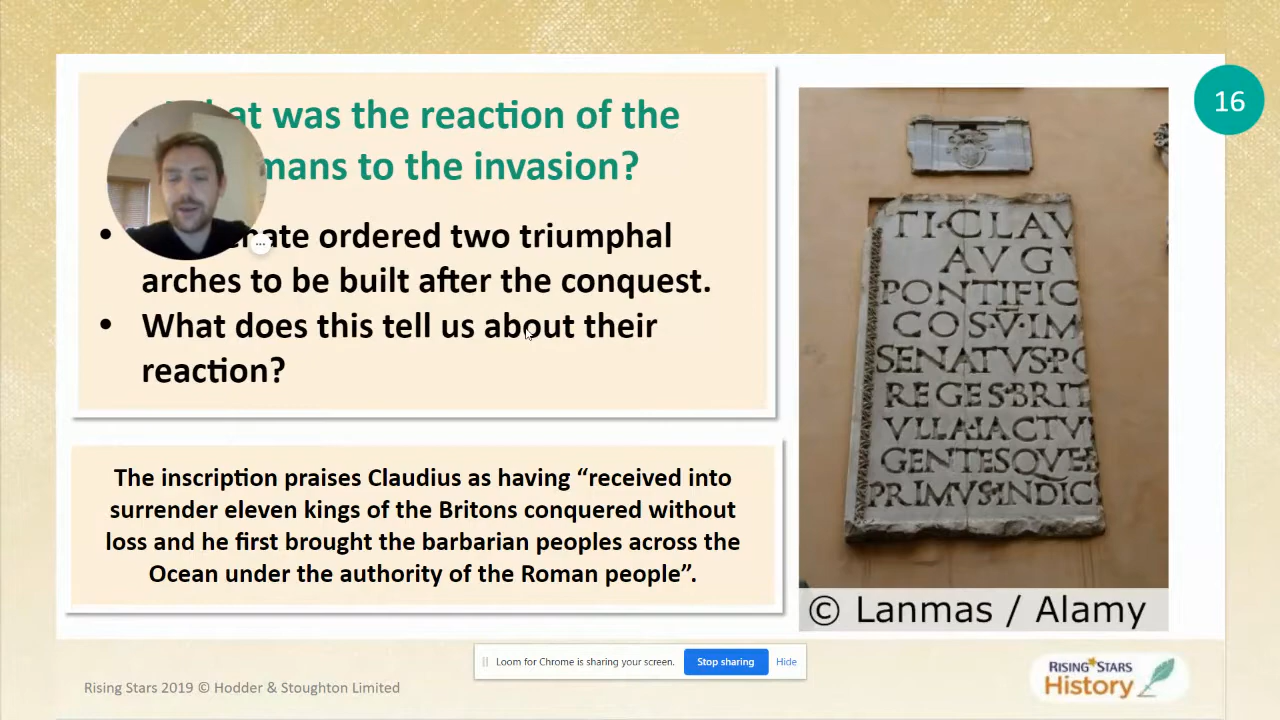 at was the reaction of the
mans to the invasion?
• ate ordered two triumphal
arches to be built after the conquest.
• What does this tell us about their
reaction?
16
The inscription praises Claudius as having “received into
surrender eleven kings of the Britons conquered without
loss and he first brought the barbarian peoples across the
Ocean under the authority of the Roman people”.
TI·CLAV
AVG
PONTIFIC
COS·V·IM
SENATVS·PO
REGES·BRIT
VLLA·IACTV
GENTESQVE
PRIMVS·INDIC
© Lanmas / Alamy
Loom for Chrome is sharing your screen.
Stop sharing
Hide
Rising Stars 2019 © Hodder & Stoughton Limited
RISING STARS
History